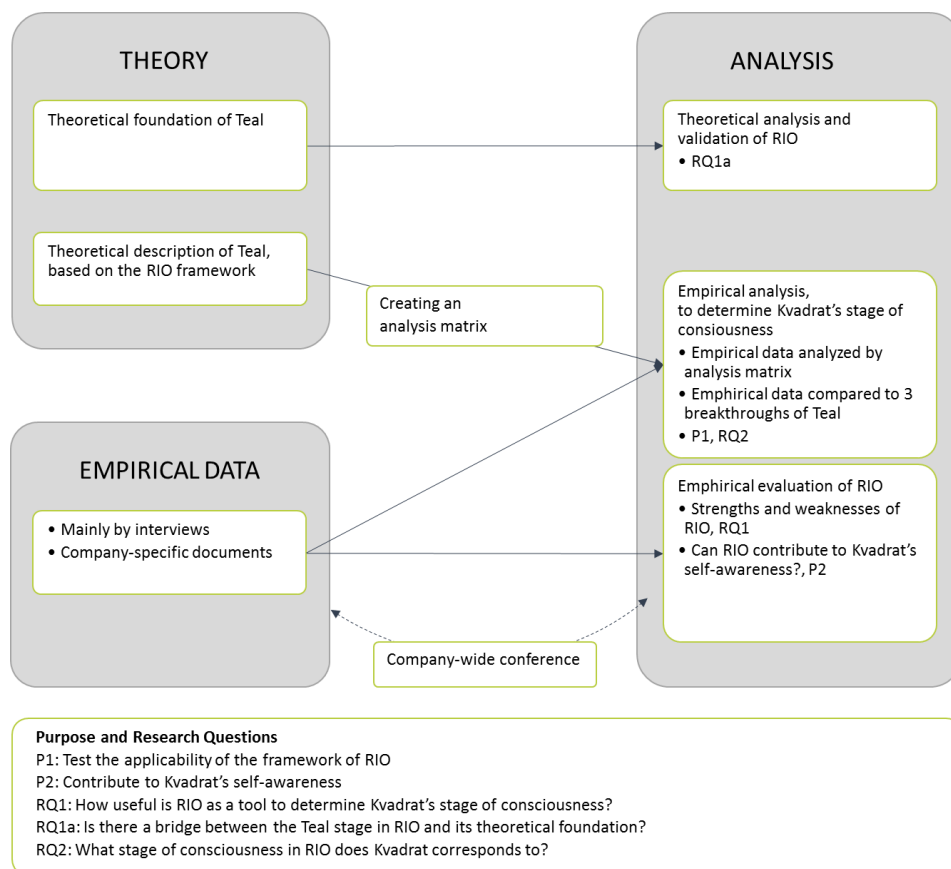 THEORY
Theoretical foundation of Teal
Theoretical description of Teal,
based on the RIO framework
Creating an
analysis matrix
EMPIRICAL DATA
• Mainly by interviews
• Company-specific documents
Company-wide conference
ANALYSIS
Theoretical analysis and
validation of RIO
• RQ1a
Empirical analysis,
to determine Kvadrat's stage of
consiousness
• Empirical data analyzed by
analysis matrix
• Emphirical data compared to 3
breakthroughs of Teal
• P1, RQ2
Emphirical evaluation of RIO
• Strengths and weaknesses of
RIO, RQ1
• Can RIO contribute to Kvadrat's
self-awareness?, P2
Purpose and Research Questions
P1: Test the applicability of the framework of RIO
P2: Contribute to Kvadrat's self-awareness
RQ1: How useful is RIO as a tool to determine Kvadrat's stage of consciousness?
RQ1a: Is there a bridge between the Teal stage in RIO and its theoretical foundation?
RQ2: What stage of consciousness in RIO does Kvadrat corresponds to?